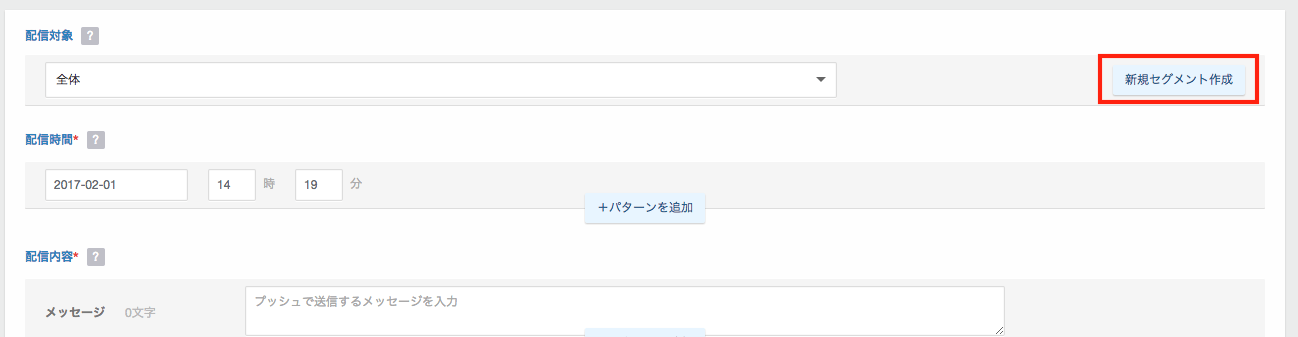 配信対象 ?
全体
新規セグメント作成
配信時間* ?
2017-02-01 14 時 19 分
+パターンを追加
配信内容* ?
メッセージ 0文字 プッシュで送信するメッセージを入力